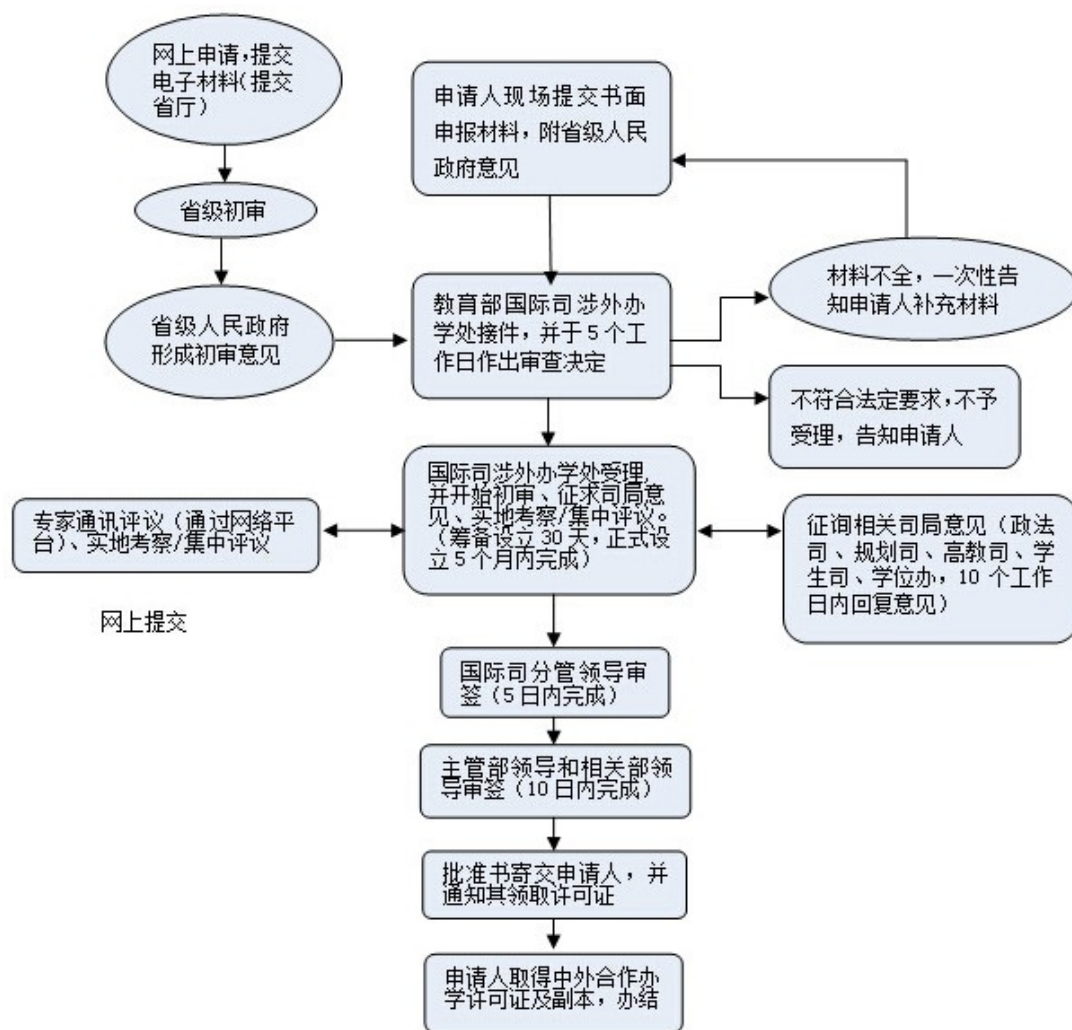 网上申请,提交
电子材料(提交
省厅)
申请人现场提交书面
申报材料，附省级人民
政府意见
省级初审
省级人民政府
形成初审意见
教育部国际司涉外办
学处接件，并于 5 个工
作日作出审查决定
材料不全，一次性告
知申请人补充材料
不符合法定要求,不予
受理，告知申请人
国际司涉外办学处受理,
并开始初审、征求司局意
见、实地考察/集中评议。
（筹备设立 30 天，正式设
立 5 个月内完成）
专家通讯评议（通过网络平
台）、实地考察/集中评议
征询相关司局意见（政法
司、规划司、高教司、学
生司、学位办，10 个工作
日内回复意见）
网上提交
国际司分管领导审
签（5 日内完成）
主管部领导和相关部领
导审签（10 日内完成）
批准书寄交申请人，并
通知其领取许可证
申请人取得中外合作办
学许可证及副本，办结